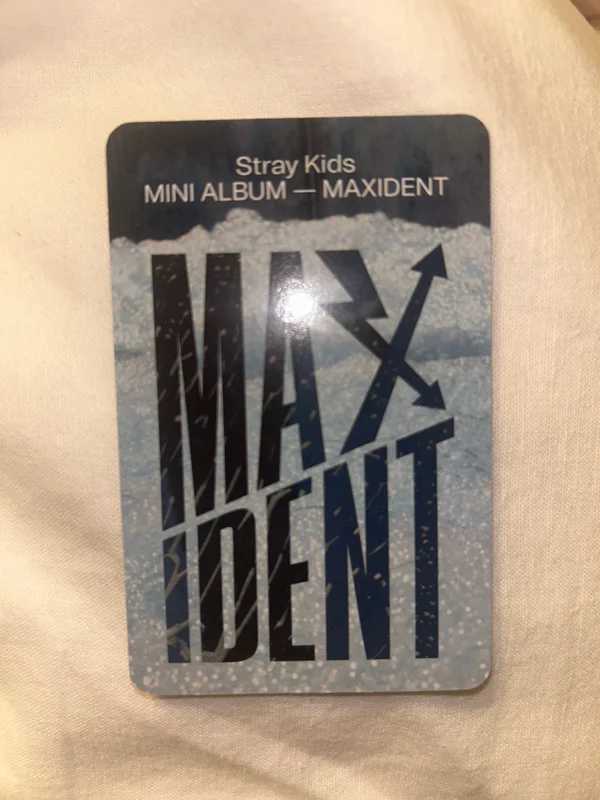 Stray Kids
MINI ALBUM — MAXIDENT
MAX
IDENT